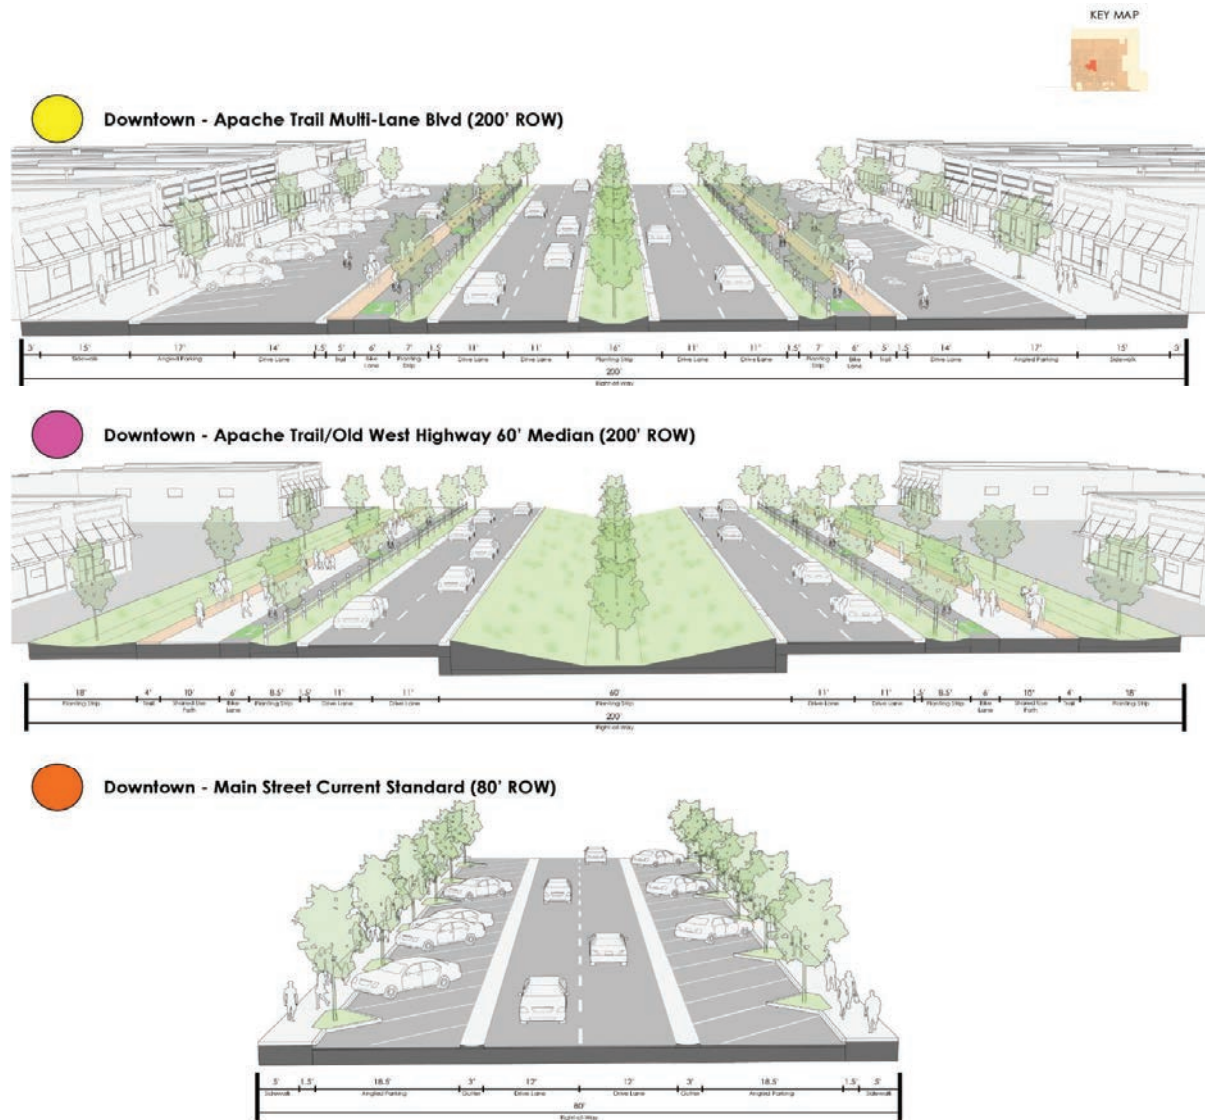 KEY MAP
Downtown - Apache Trail Multi-Lane Blvd (200' ROW)
3' 15' 17' 14' 1.5' 5' 6' 7' 1.5' 11' 11' 16' 11' 11' 1.5' 7' 6' 5' 1.5' 14' 17' 15' 3'
Sidewalk Angled Parking Drive Lane Trail Bike Lane Planting Strip Drive Lane Drive Lane Planting Strip Drive Lane Drive Lane Planting Strip Bike Lane Trail Drive Lane Angled Parking Sidewalk
200'
Right-of-Way
Downtown - Apache Trail/Old West Highway 60' Median (200' ROW)
18' 4' 10' 6' 8.5' 1.5' 11' 11' 60' 11' 11' 1.5' 8.5' 6' 10' 4' 18'
Planting Strip Trail Shared Use Path Bike Lane Planting Strip Drive Lane Drive Lane Planting Strip Drive Lane Drive Lane Planting Strip Bike Lane Shared Use Path Trail Planting Strip
200'
Right-of-Way
Downtown - Main Street Current Standard (80' ROW)
5' 1.5' 18.5' 3' 12' 12' 3' 18.5' 1.5' 5'
Sidewalk Angled Parking Gutter Drive Lane Drive Lane Gutter Angled Parking Sidewalk
80'
Right-of-Way